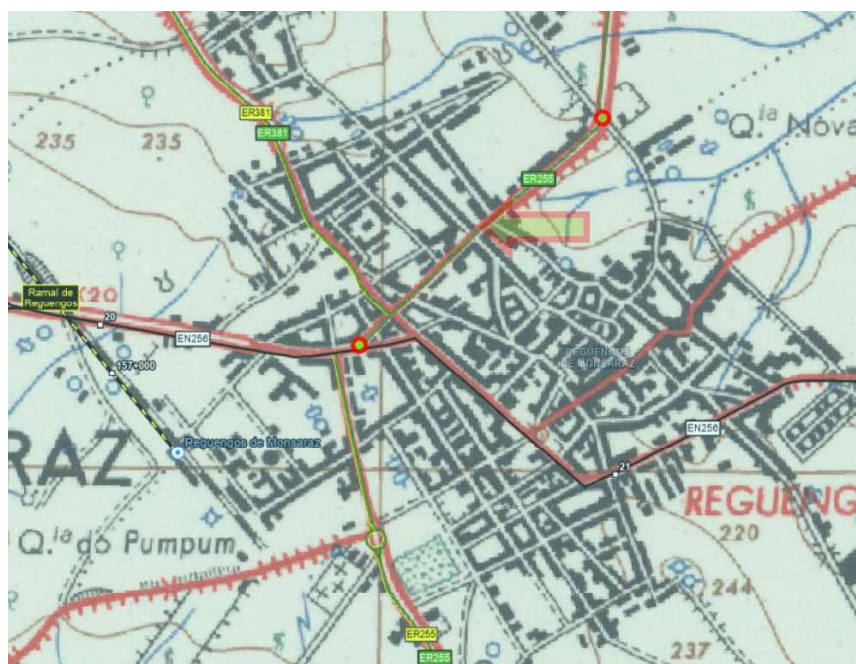 ER381
ER381
235
235
Q.ta Nova
ER255
Ramal de
Reguengos
20
EN256
157+000
REGUENGOS
DE MONSARAZ
Reguengos de Monsaraz
EN256
21
RAZ
REGUENG
Q.ta do Pumpum
220
244
ER255
ER255
237